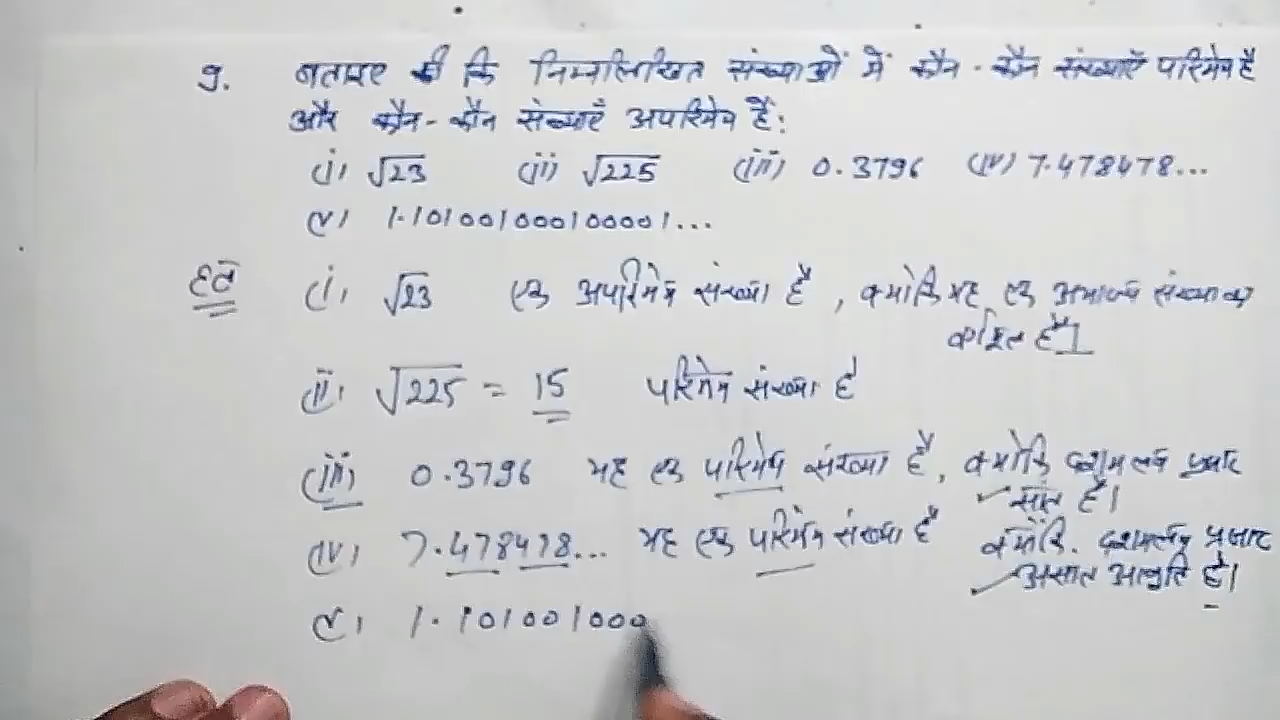 9. बताइए की कि निम्नलिखित संख्याओं में कौन-कौन संख्याएँ परिमेय है
और कौन-कौन संख्याएँ अपरिमेय हैं:
(i) √23 (ii) √225 (iii) 0.3796 (iv) 7.478478...
(v) 1.101001000100001...
हल (i) √23 एक अपरिमेय संख्या है, क्योकि यह एक अभाज्य संख्या का
वर्गमूल है।
(ii) √225 = 15 परिमेय संख्या है
(iii) 0.3796 यह एक परिमेय संख्या है, क्योकि दशमलव प्रसार
सांत है।
(iv) 7.478478... यह एक परिमेय संख्या है क्योंकि. दशमलव प्रसार
असांत आवृति है।
(v) 1.101001000